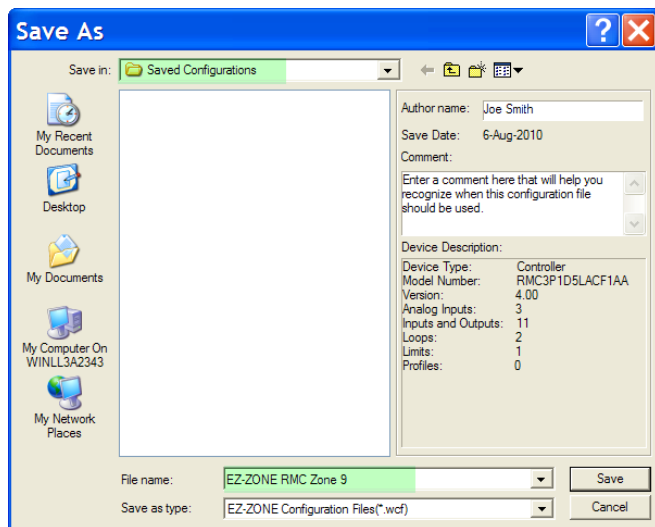 Save As
Save in: Saved Configurations
My Recent
Documents
Desktop
My Documents
My Computer On
WINLL3A2343
My Network
Places
Author name: Joe Smith
Save Date: 6-Aug-2010
Comment:
Enter a comment here that will help you
recognize when this configuration file
should be used.
Device Description:
Device Type: Controller
Model Number: RMC3P1D5LACF1AA
Version: 4.00
Analog Inputs: 3
Inputs and Outputs: 11
Loops: 2
Limits: 1
Profiles: 0
File name: EZ-ZONE RMC Zone 9 Save
Save as type: EZ-ZONE Configuration Files(*.wcf) Cancel